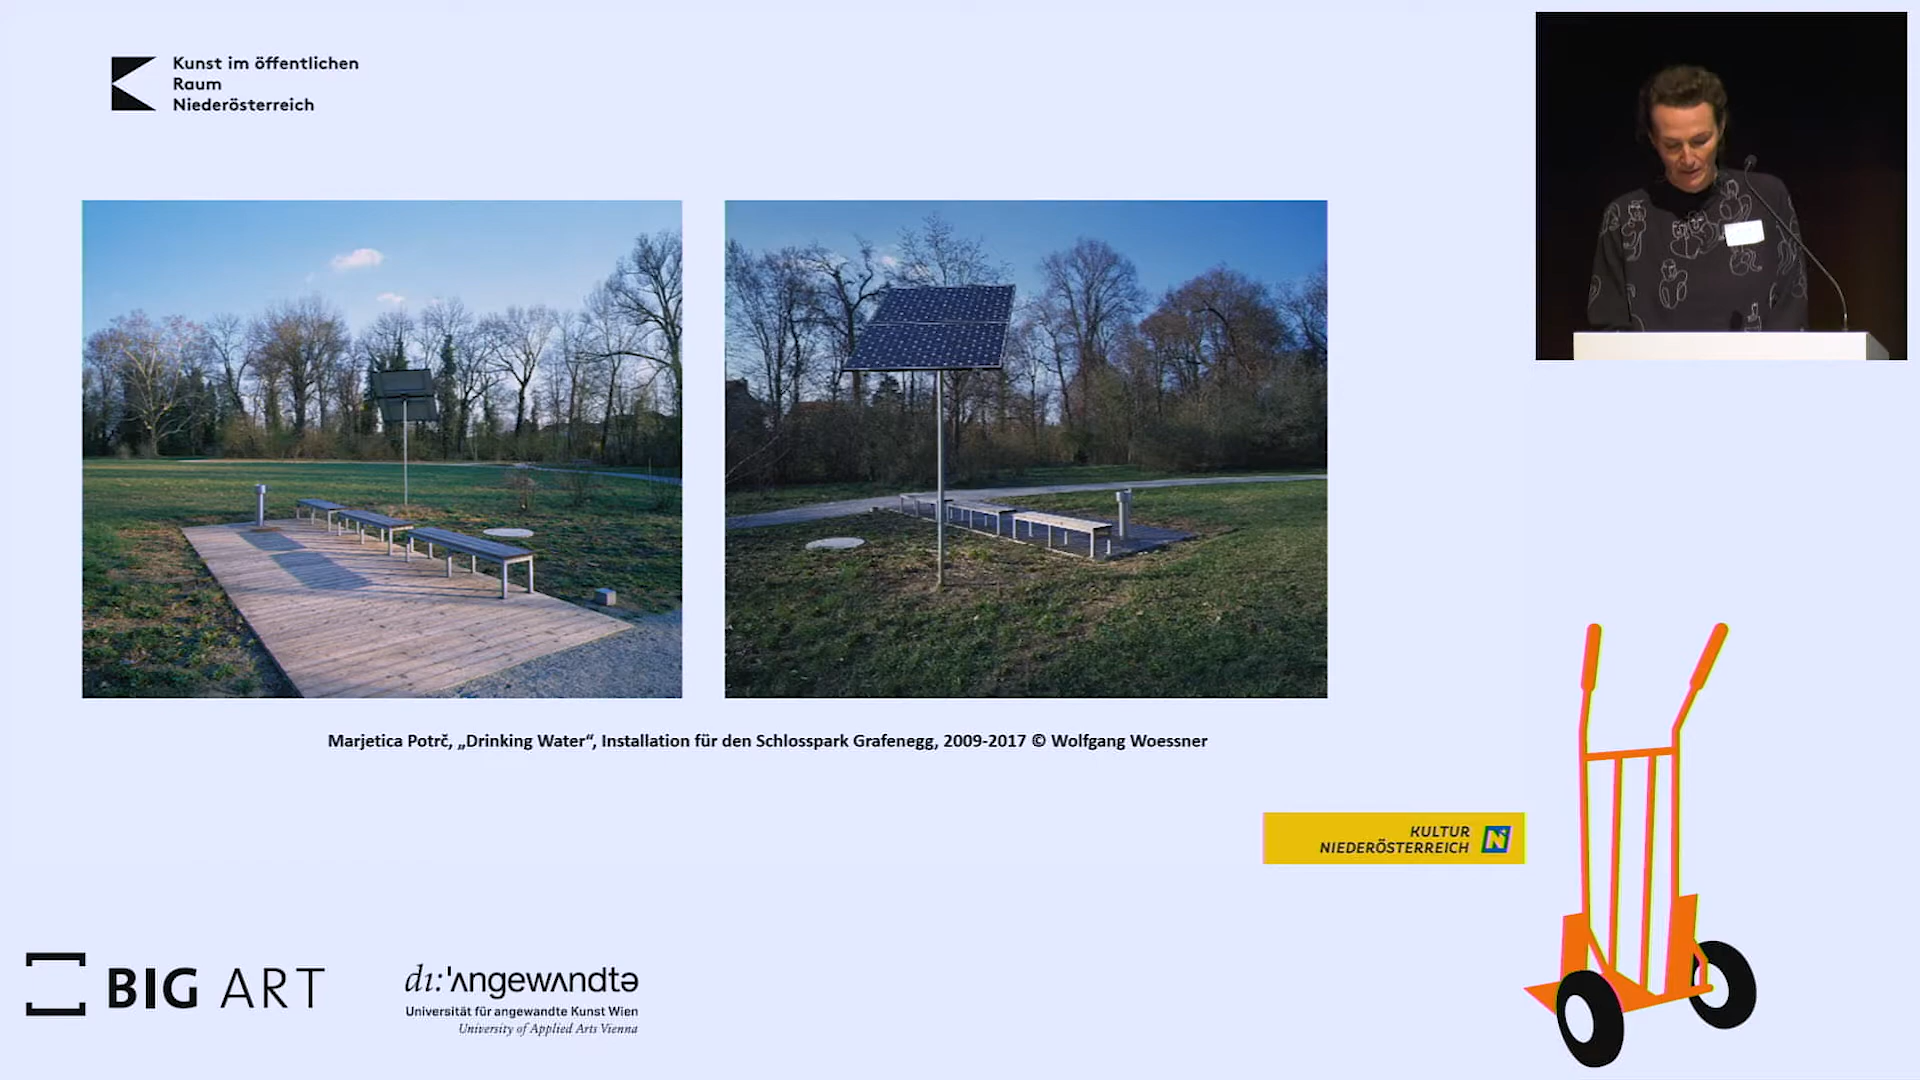 Kunst im öffentlichen
Raum
Niederösterreich
Marjetica Potrč, „Drinking Water“, Installation für den Schlosspark Grafenegg, 2009-2017 © Wolfgang Woessner
KULTUR
NIEDERÖSTERREICH
BIG ART
dı:'ʌngewʌndtə
Universität für angewandte Kunst Wien
University of Applied Arts Vienna